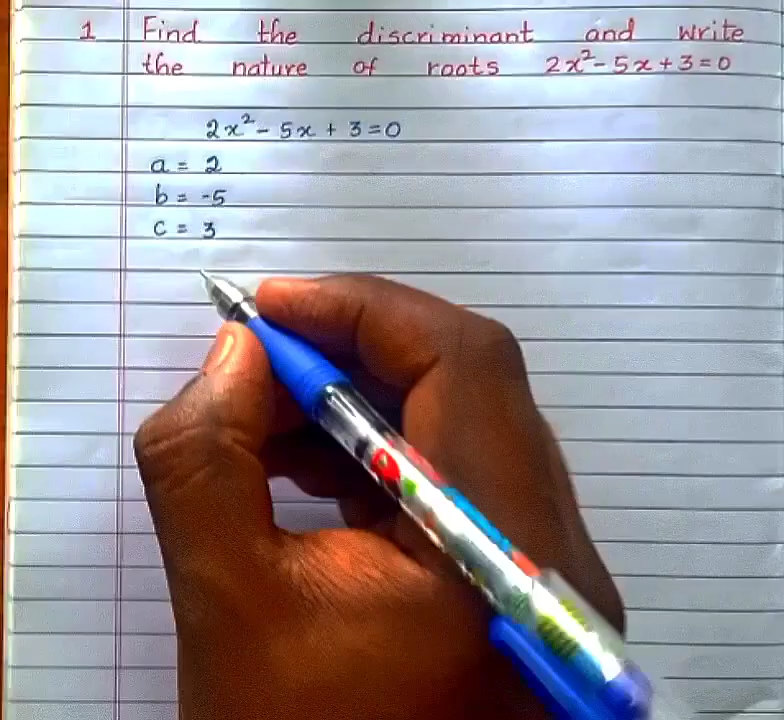 1 Find the discriminant and write
the nature of roots 2x²-5x+3=0
2x²-5x+3=0
a = 2
b = -5
c = 3